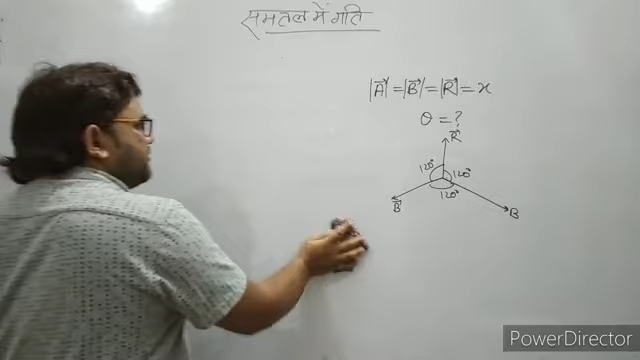 समतल में गति
|A⃗| = |B⃗| = |R⃗| = x
θ = ?
R⃗
120° 120°
B⃗ 120° B
PowerDirector